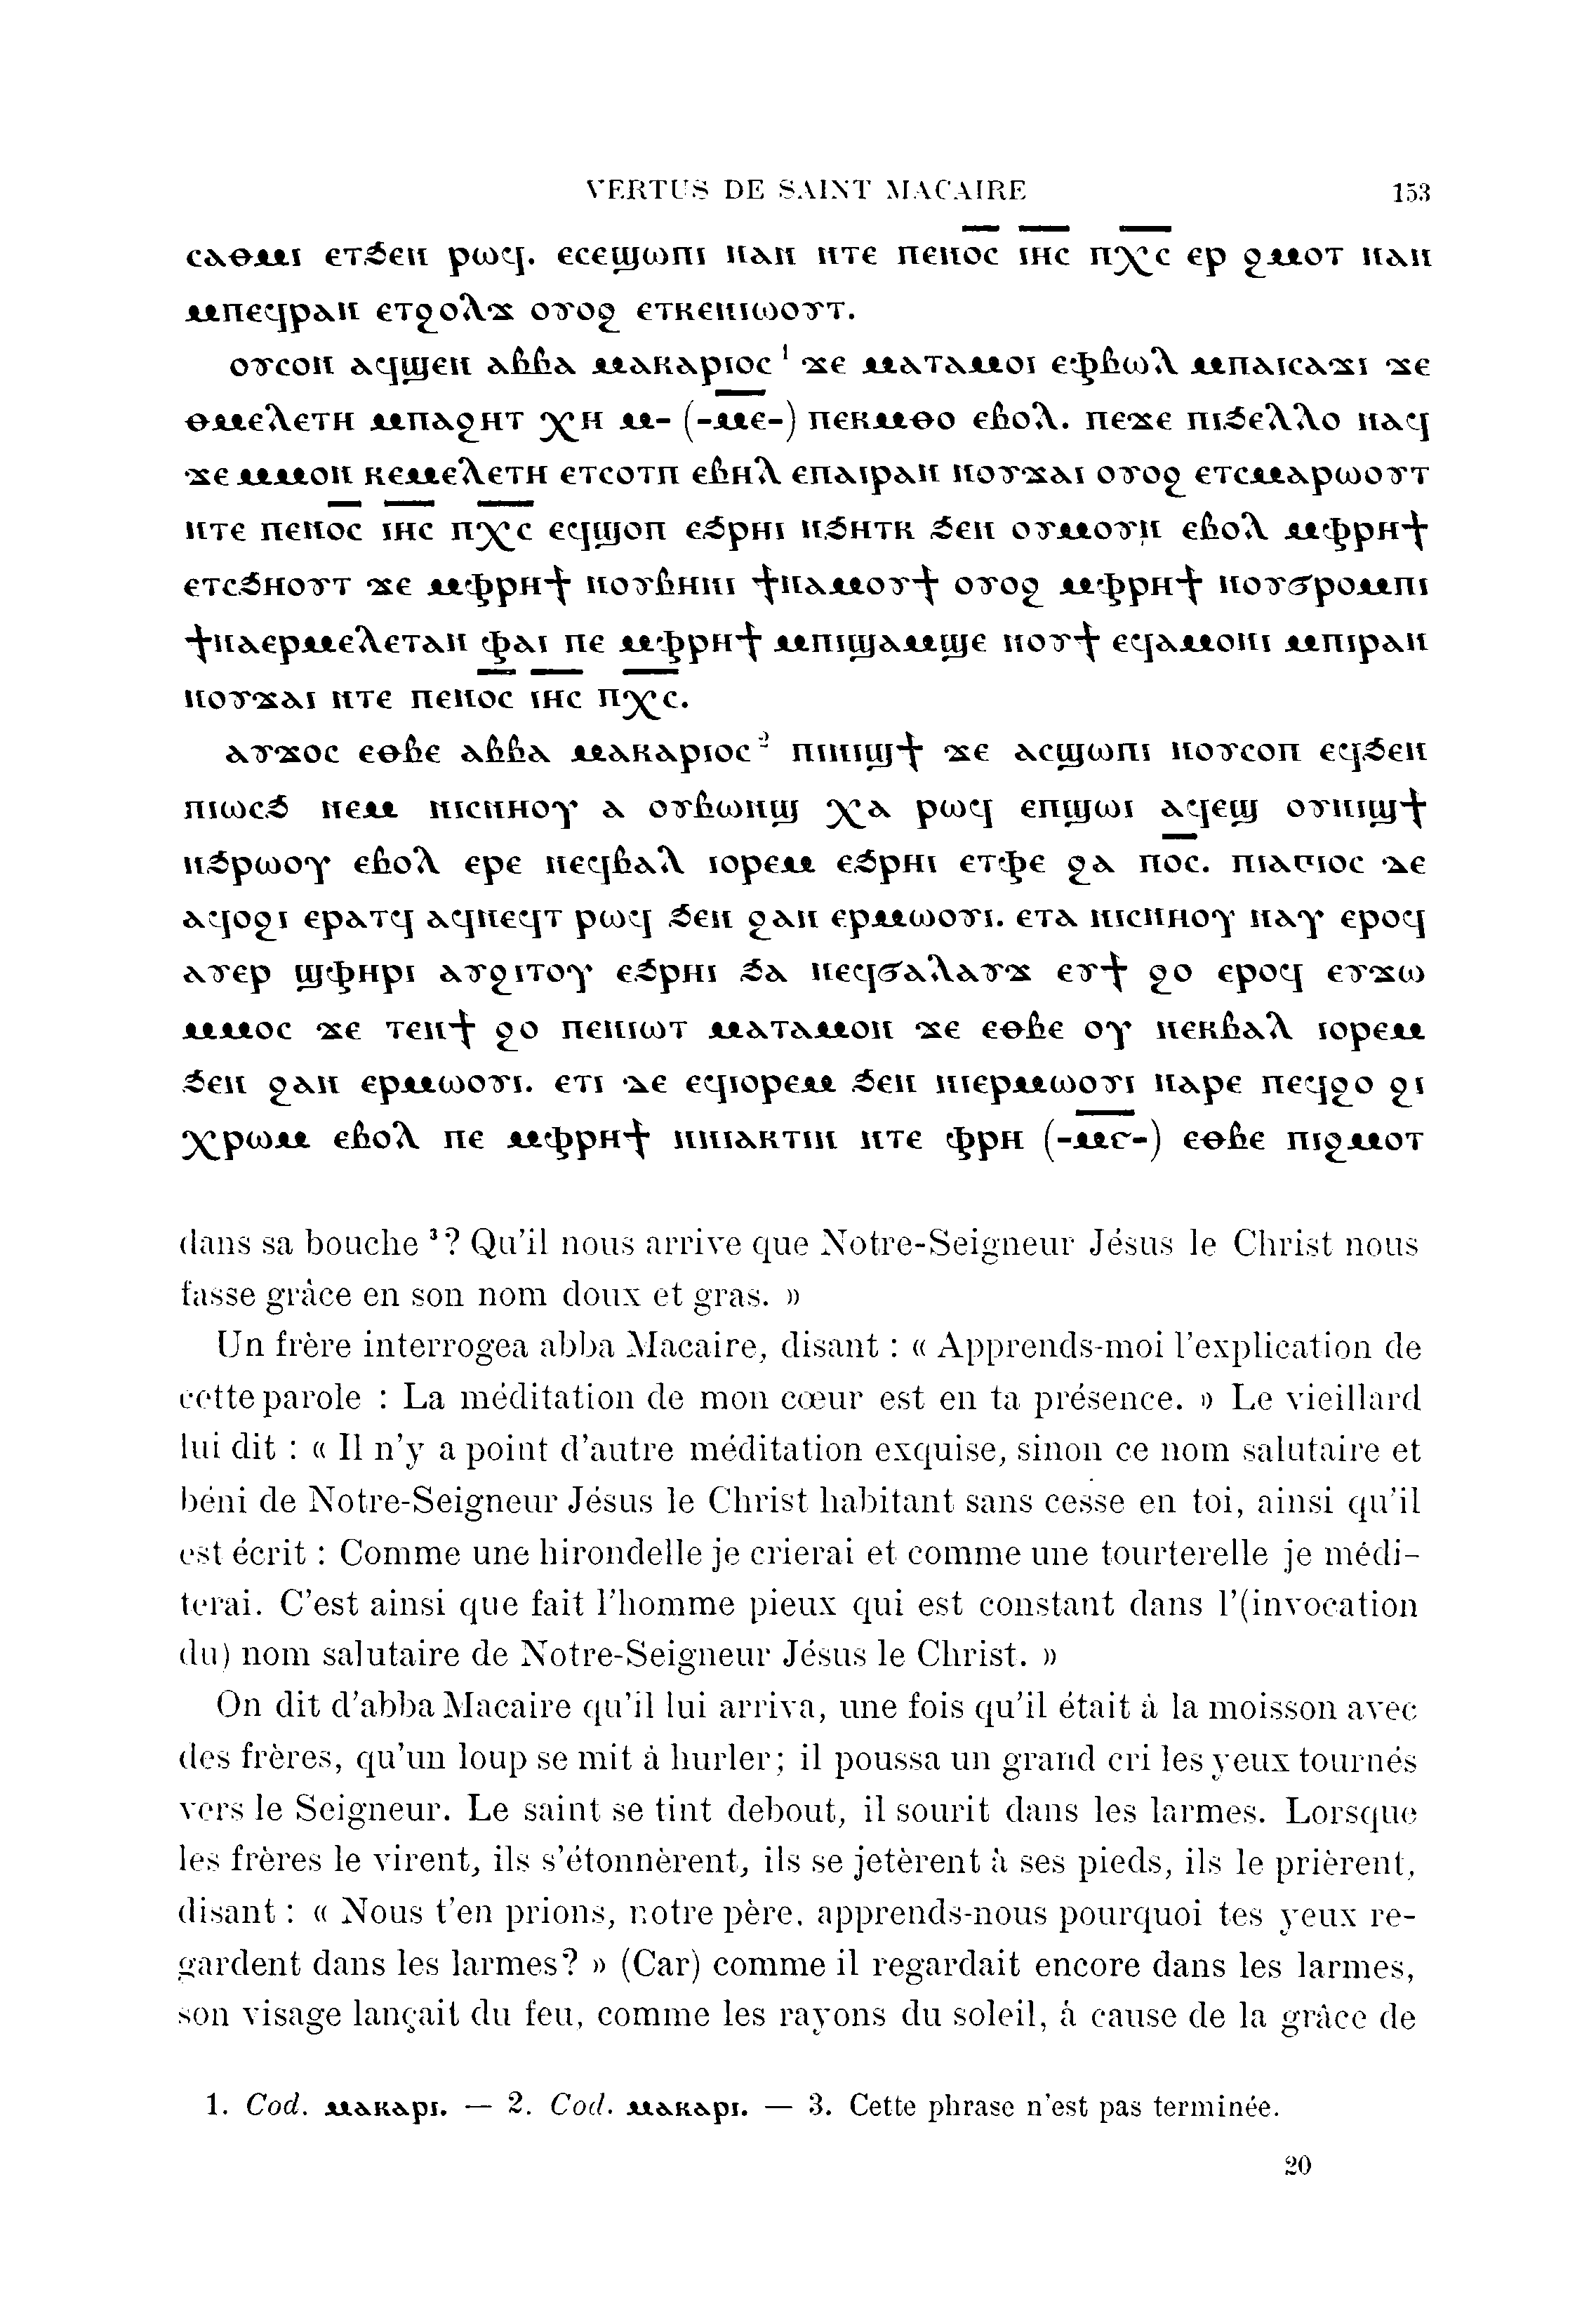 VERTUS DE SAINT MACAIRE 153
ⲥⲁⲑⲙⲓ ⲉⲧϧⲉⲛ ⲣⲱϥ. ⲉⲥⲉϣⲱⲡⲓ ⲛⲁⲛ ⲛⲧⲉ ⲡⲉⲛⲟ̅ⲥ̅ ⲓ̅ⲏ̅ⲥ̅ ⲡ̅ⲭ̅ⲥ̅ ⲉⲣ ϩⲙⲟⲧ ⲛⲁⲛ
ⲙⲡⲉϥⲣⲁⲛ ⲉⲧϩⲟⲗϫ ⲟⲩⲟϩ ⲉⲧⲕⲉⲛⲓⲱⲟⲩⲧ.
ⲟⲩⲥⲟⲛ ⲁϥϣⲉⲛ ⲁⲃⲃⲁ ⲙⲁⲕⲁⲣⲓⲟⲥ ¹ ϫⲉ ⲙⲁⲧⲁⲙⲟⲓ ⲉⲫⲃⲱⲗ ⲙⲡⲁⲓⲥⲁϫⲓ ϫⲉ
ⲑⲙⲉⲗⲉⲧⲏ ⲙⲡⲁϩⲏⲧ ⲭⲏ ⲙ- (-ⲙ̅ⲉ̅-) ⲡⲉⲕⲙⲑⲟ ⲉⲃⲟⲗ. ⲡⲉϫⲉ ⲡⲓϧⲉⲗⲗⲟ ⲛⲁϥ
ϫⲉ ⲙⲙⲟⲛ ⲕⲉⲙⲉⲗⲉⲧⲏ ⲉⲧⲥⲟⲧⲡ ⲉⲃⲏⲗ ⲉⲡⲁⲓⲣⲁⲛ ⲛⲟⲩϫⲁⲓ ⲟⲩⲟϩ ⲉⲧⲥⲙⲁⲣⲱⲟⲩⲧ
ⲛⲧⲉ ⲡⲉⲛⲟ̅ⲥ̅ ⲓ̅ⲏ̅ⲥ̅ ⲡ̅ⲭ̅ⲥ̅ ⲉϥϣⲟⲡ ⲉϧⲣⲏⲓ ⲛϧⲏⲧⲕ ϧⲉⲛ ⲟⲩⲙⲟⲩⲛ ⲉⲃⲟⲗ ⲙⲫⲣⲏϯ
ⲉⲧⲥϧⲏⲟⲩⲧ ϫⲉ ⲙⲫⲣⲏϯ ⲛⲟⲩⲃⲏⲛⲓ ϯⲛⲁⲙⲟⲩϯ ⲟⲩⲟϩ ⲙⲫⲣⲏϯ ⲛⲟⲩϭⲣⲟⲙⲡⲓ
ϯⲛⲁⲉⲣⲙⲉⲗⲉⲧⲁⲛ ⲫⲁⲓ ⲡⲉ ⲙⲫⲣⲏϯ ⲙⲡⲓϣⲁⲙϣⲉ ⲛⲟⲩϯ ⲉϥⲁⲙⲟⲛⲓ ⲙⲡⲓⲣⲁⲛ
ⲛⲟⲩϫⲁⲓ ⲛⲧⲉ ⲡⲉⲛⲟ̅ⲥ̅ ⲓ̅ⲏ̅ⲥ̅ ⲡ̅ⲭ̅ⲥ̅.
ⲁⲩϫⲟⲥ ⲉⲑⲃⲉ ⲁⲃⲃⲁ ⲙⲁⲕⲁⲣⲓⲟⲥ ² ⲡⲓⲛⲓϣϯ ϫⲉ ⲁⲥϣⲱⲡⲓ ⲛⲟⲩⲥⲟⲡ ⲉϥϧⲉⲛ
ⲡⲓⲱⲥϧ ⲛⲉⲙ ⲛⲓⲥⲛⲏⲟⲩ ⲁ ⲟⲩⲃⲱⲛϣ ⲭⲁ ⲣⲱϥ ⲉⲡϣⲱⲓ ⲁϥⲉϣ ⲟⲩⲛⲓϣϯ
ⲛϧⲣⲱⲟⲩ ⲉⲃⲟⲗ ⲉⲣⲉ ⲛⲉϥⲃⲁⲗ ⲓⲟⲣⲉⲙ ⲉϧⲣⲏⲓ ⲉⲧⲫⲉ ϩⲁ ⲡⲟ̅ⲥ̅. ⲡⲓⲁⲅⲓⲟⲥ ⲇⲉ
ⲁϥⲟϩⲓ ⲉⲣⲁⲧϥ ⲁϥⲛⲉϥⲧ ⲣⲱϥ ϧⲉⲛ ϩⲁⲛ ⲉⲣⲙⲱⲟⲩⲓ. ⲉⲧⲁ ⲛⲓⲥⲛⲏⲟⲩ ⲛⲁⲩ ⲉⲣⲟϥ
ⲁⲩⲉⲣ ϣⲫⲏⲣⲓ ⲁⲩϩⲓⲧⲟⲩ ⲉϧⲣⲏⲓ ϧⲁ ⲛⲉϥϭⲁⲗⲁⲩϫ ⲉⲩϯ ϩⲟ ⲉⲣⲟϥ ⲉⲩϫⲱ
ⲙⲙⲟⲥ ϫⲉ ⲧⲉⲛϯ ϩⲟ ⲡⲉⲛⲓⲱⲧ ⲙⲁⲧⲁⲙⲟⲛ ϫⲉ ⲉⲑⲃⲉ ⲟⲩ ⲛⲉⲕⲃⲁⲗ ⲓⲟⲣⲉⲙ
ϧⲉⲛ ϩⲁⲛ ⲉⲣⲙⲱⲟⲩⲓ. ⲉⲧⲓ ⲇⲉ ⲉϥⲓⲟⲣⲉⲙ ϧⲉⲛ ⲛⲓⲉⲣⲙⲱⲟⲩⲓ ⲛⲁⲣⲉ ⲡⲉϥϩⲟ ϩⲓ
ⲭⲣⲱⲙ ⲉⲃⲟⲗ ⲡⲉ ⲙⲫⲣⲏϯ ⲛⲛⲓⲁⲕⲧⲓⲛ ⲛⲧⲉ ⲫⲣⲏ (-ⲙ̅ⲋ̅-) ⲉⲑⲃⲉ ⲡⲓϩⲙⲟⲧ
dans sa bouche ³? Qu'il nous arrive que Notre-Seigneur Jésus le Christ nous
fasse grâce en son nom doux et gras. »
Un frère interrogea abba Macaire, disant : « Apprends-moi l'explication de
cette parole : La méditation de mon cœur est en ta présence. » Le vieillard
lui dit : « Il n'y a point d'autre méditation exquise, sinon ce nom salutaire et
béni de Notre-Seigneur Jésus le Christ habitant sans cesse en toi, ainsi qu'il
est écrit : Comme une hirondelle je crierai et comme une tourterelle je médi-
terai. C'est ainsi que fait l'homme pieux qui est constant dans l'(invocation
du) nom salutaire de Notre-Seigneur Jésus le Christ. »
On dit d'abba Macaire qu'il lui arriva, une fois qu'il était à la moisson avec
des frères, qu'un loup se mit à hurler; il poussa un grand cri les yeux tournés
vers le Seigneur. Le saint se tint debout, il sourit dans les larmes. Lorsque
les frères le virent, ils s'étonnèrent, ils se jetèrent à ses pieds, ils le prièrent,
disant : « Nous t'en prions, notre père, apprends-nous pourquoi tes yeux re-
gardent dans les larmes? » (Car) comme il regardait encore dans les larmes,
son visage lançait du feu, comme les rayons du soleil, à cause de la grâce de
1. Cod. ⲙⲁⲕⲁⲣⲓ. — 2. Cod. ⲙⲁⲕⲁⲣⲓ. — 3. Cette phrase n'est pas terminée.
20